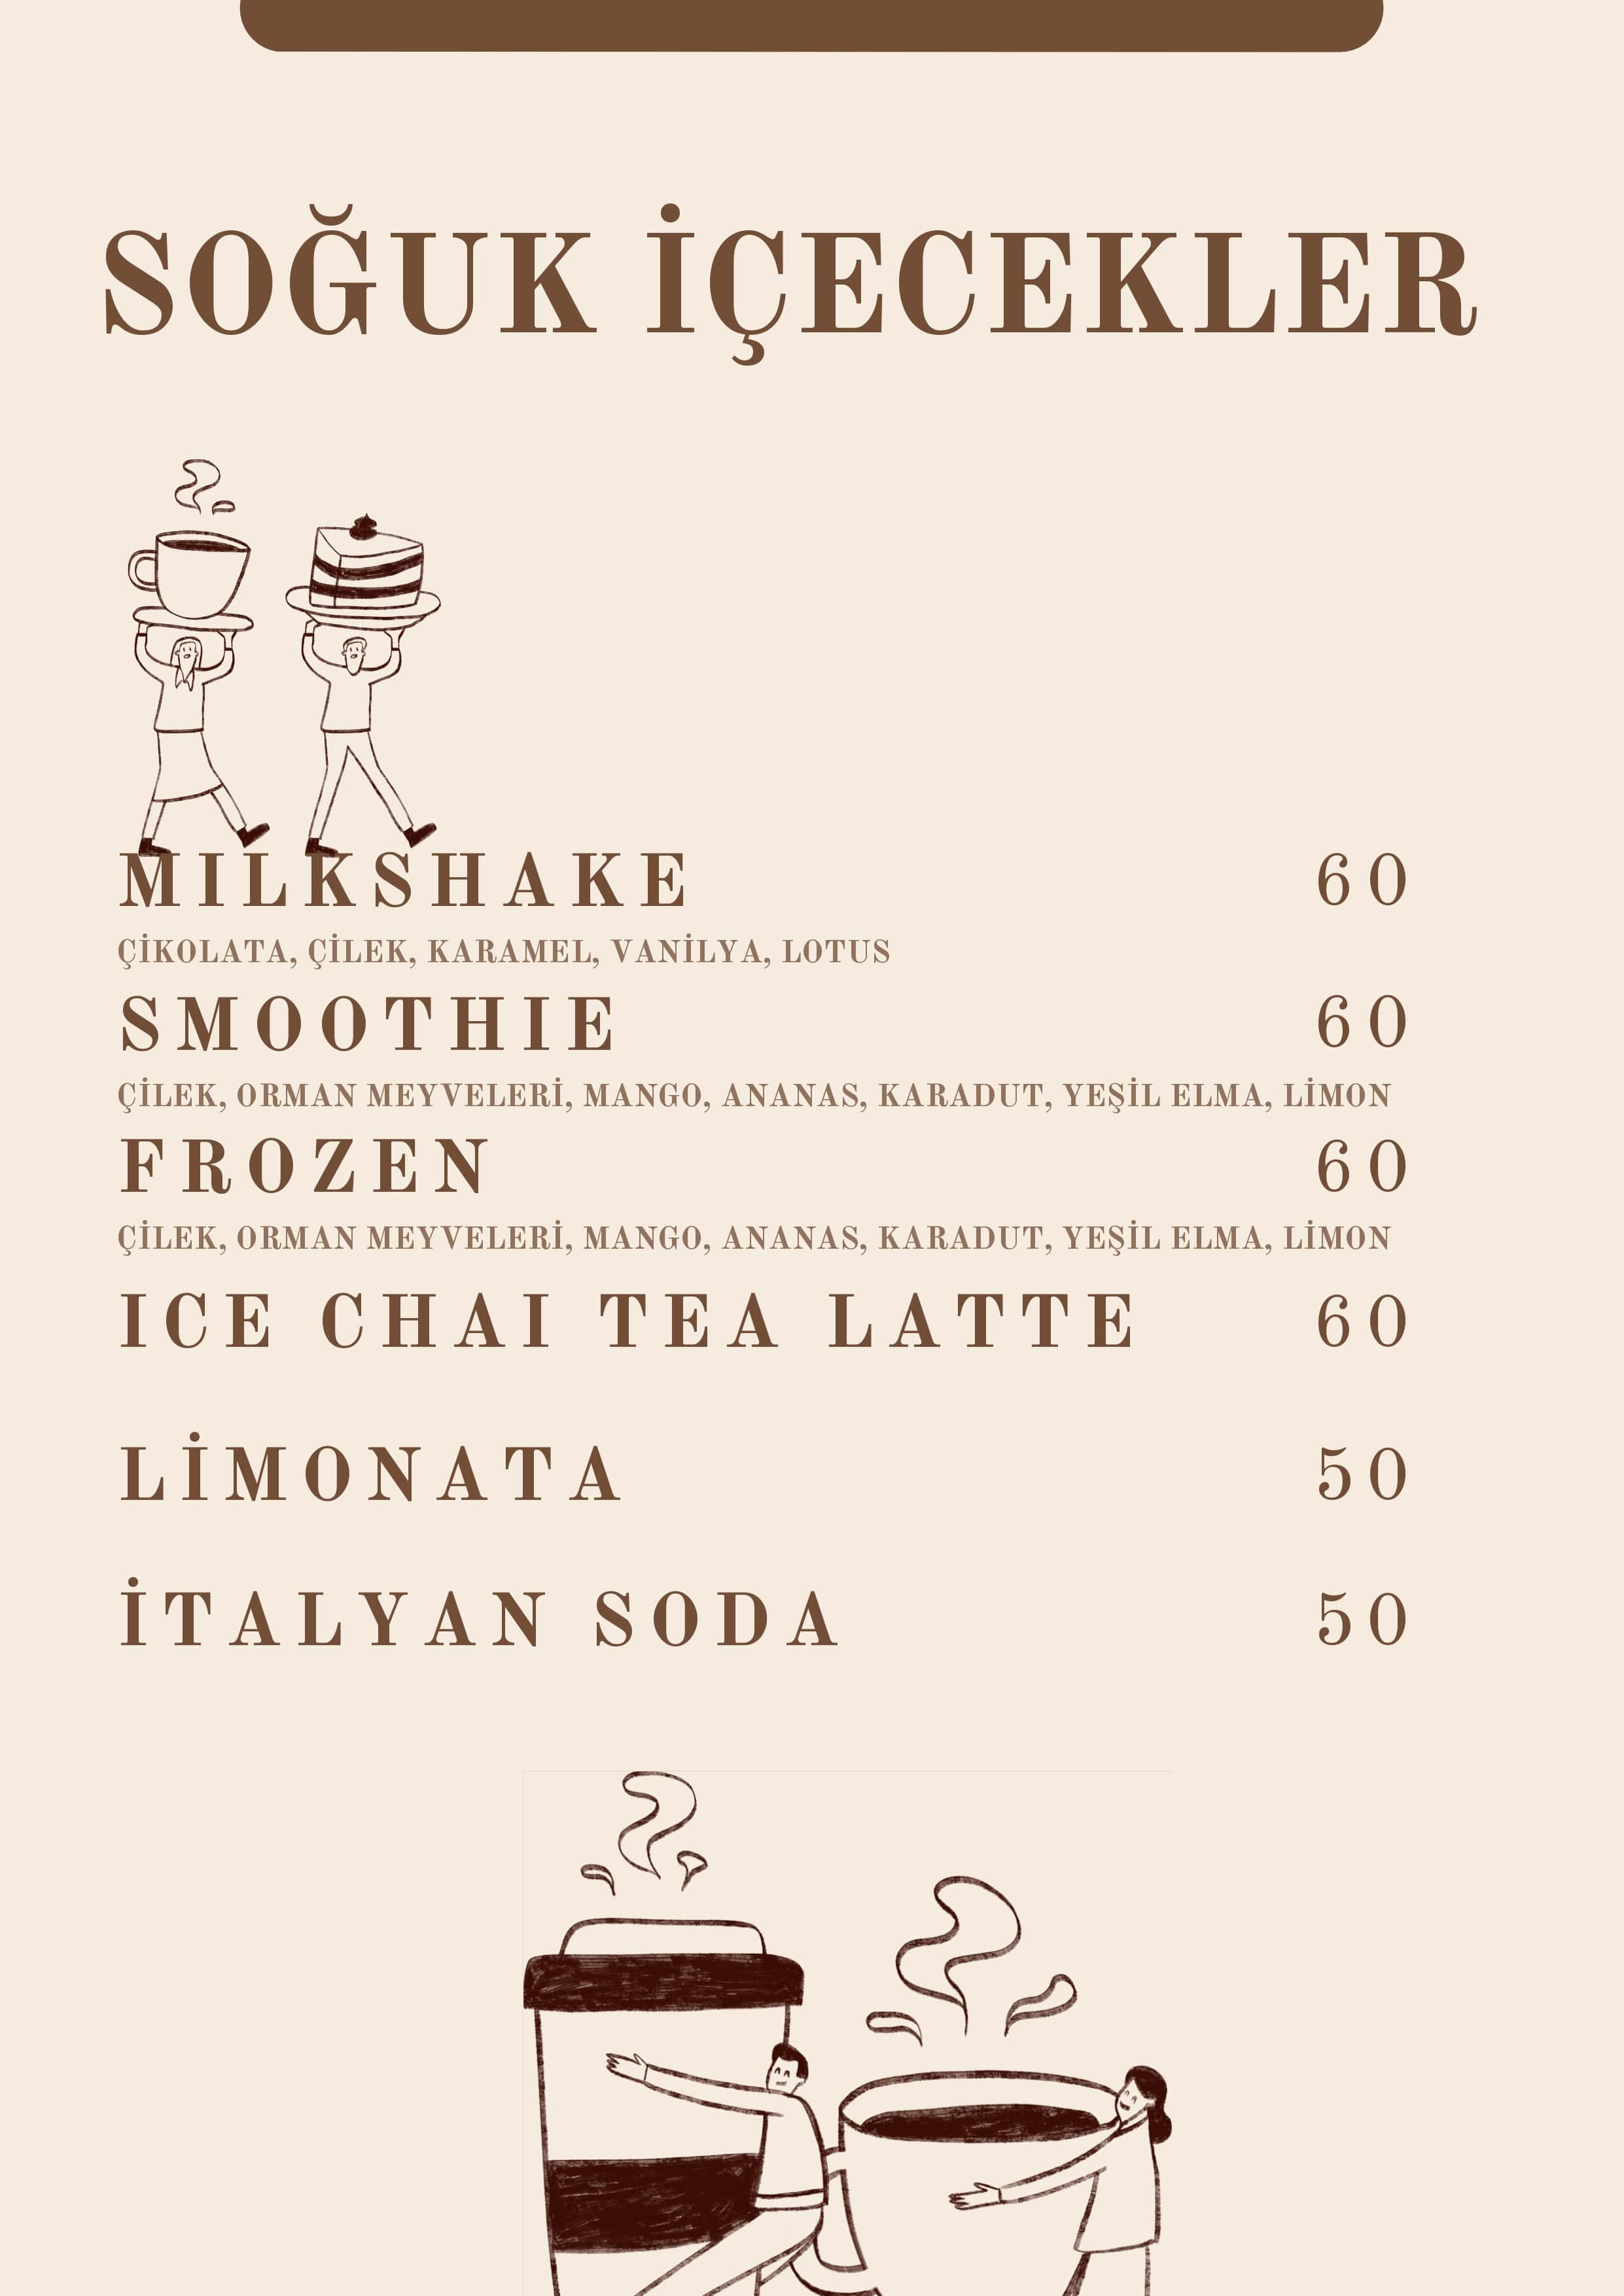 SOĞUK İÇECEKLER
MILKSHAKE 60
ÇİKOLATA, ÇİLEK, KARAMEL, VANİLYA, LOTUS
SMOOTHIE 60
ÇİLEK, ORMAN MEYVELERİ, MANGO, ANANAS, KARADUT, YEŞİL ELMA, LİMON
FROZEN 60
ÇİLEK, ORMAN MEYVELERİ, MANGO, ANANAS, KARADUT, YEŞİL ELMA, LİMON
ICE CHAI TEA LATTE 60
LİMONATA 50
İTALYAN SODA 50